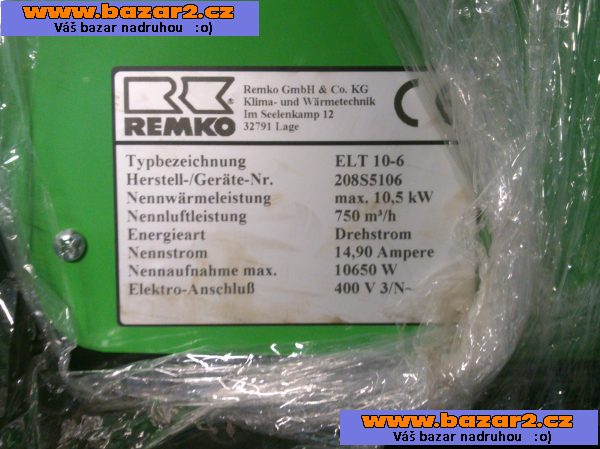 www.bazar2.cz
Váš bazar nadruhou :o)
REMKO
Remko GmbH & Co. KG
Klima- und Wärmetechnik
Im Seelenkamp 12
32791 Lage
CE
Typbezeichnung ELT 10-6
Herstell-/Geräte-Nr. 208S5106
Nennwärmeleistung max. 10,5 kW
Nennluftleistung 750 m³/h
Energieart Drehstrom
Nennstrom 14,90 Ampere
Nennaufnahme max. 10650 W
Elektro-Anschluß 400 V 3/N~
www.bazar2.cz
Váš bazar nadruhou :o)